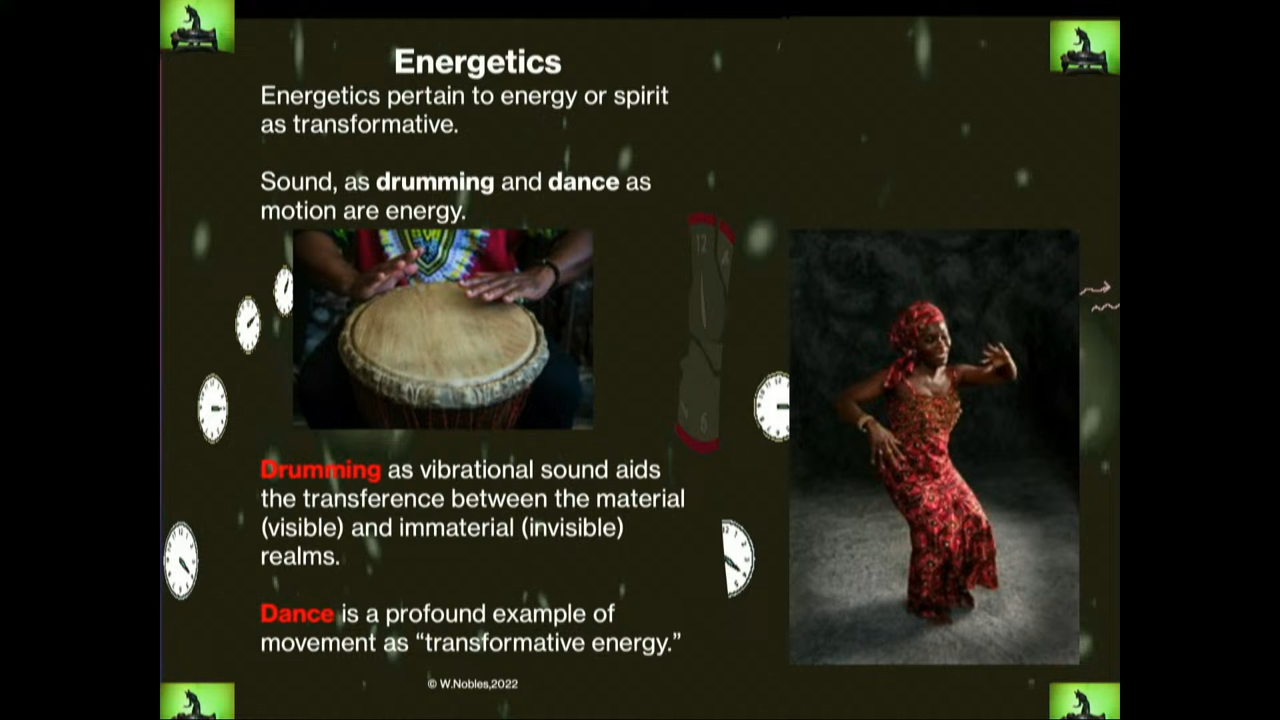 Energetics
Energetics pertain to energy or spirit
as transformative.
Sound, as drumming and dance as
motion are energy.
12
6
Drumming as vibrational sound aids
the transference between the material
(visible) and immaterial (invisible)
realms.
Dance is a profound example of
movement as “transformative energy.”
© W.Nobles,2022